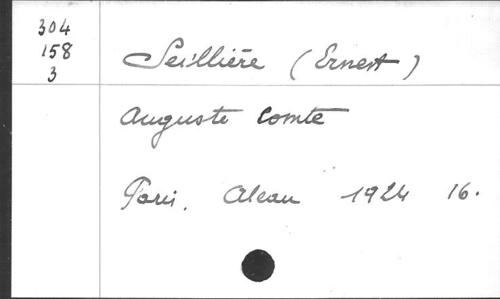 304
158
3
Seillière (Ernest)
Auguste Comte
Paris. Alcan 1924 16.